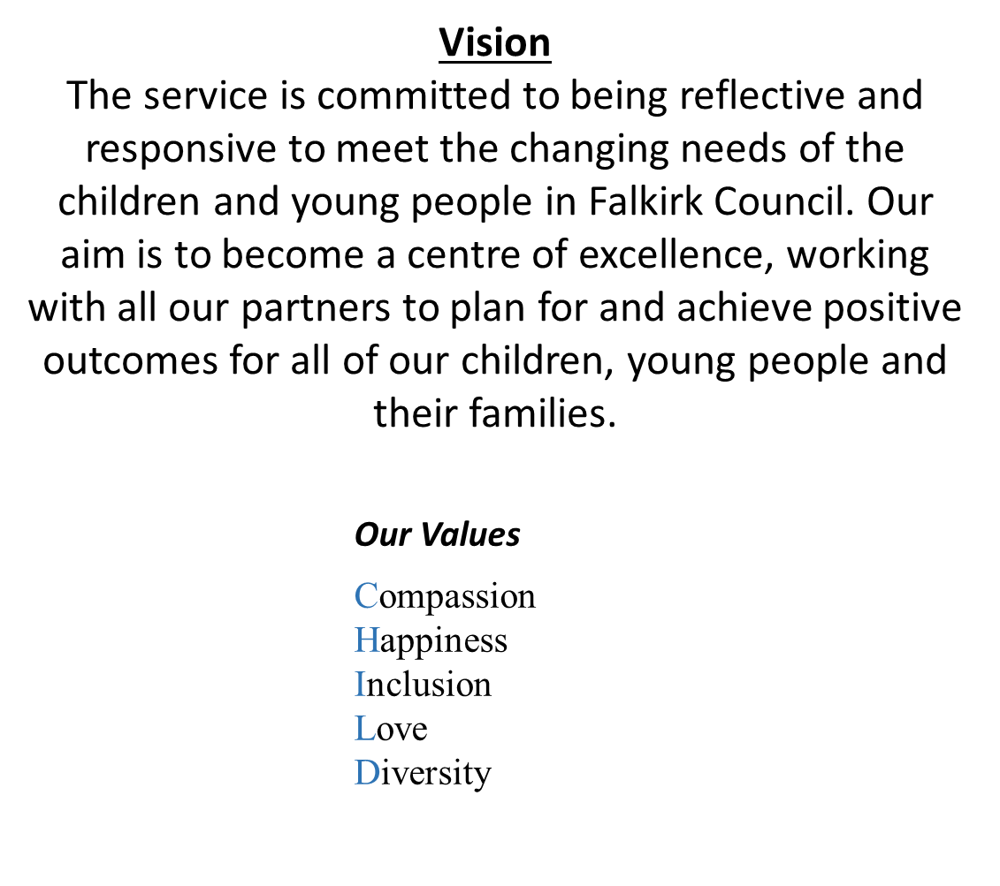 Vision
The service is committed to being reflective and
responsive to meet the changing needs of the
children and young people in Falkirk Council. Our
aim is to become a centre of excellence, working
with all our partners to plan for and achieve positive
outcomes for all of our children, young people and
their families.
Our Values
Compassion
Happiness
Inclusion
Love
Diversity